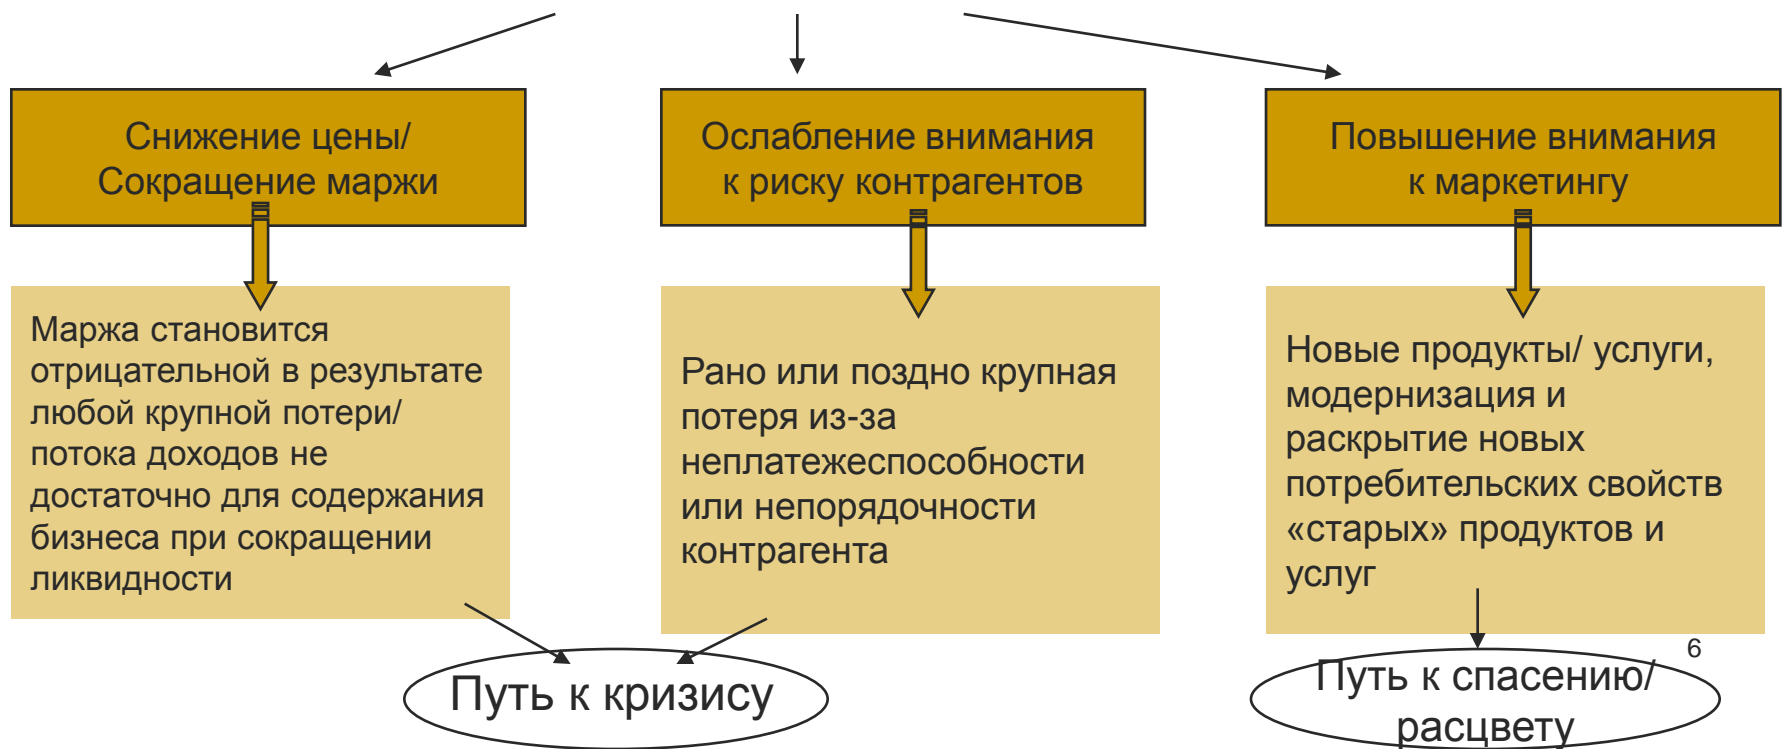 Снижение цены/
Сокращение маржи
Ослабление внимания
к риску контрагентов
Повышение внимания
к маркетингу
Маржа становится
отрицательной в результате
любой крупной потери/
потока доходов не
достаточно для содержания
бизнеса при сокращении
ликвидности
Рано или поздно крупная
потеря из-за
неплатежеспособности
или непорядочности
контрагента
Новые продукты/ услуги,
модернизация и
раскрытие новых
потребительских свойств
«старых» продуктов и
услуг
Путь к кризису
Путь к спасению/
расцвету
6